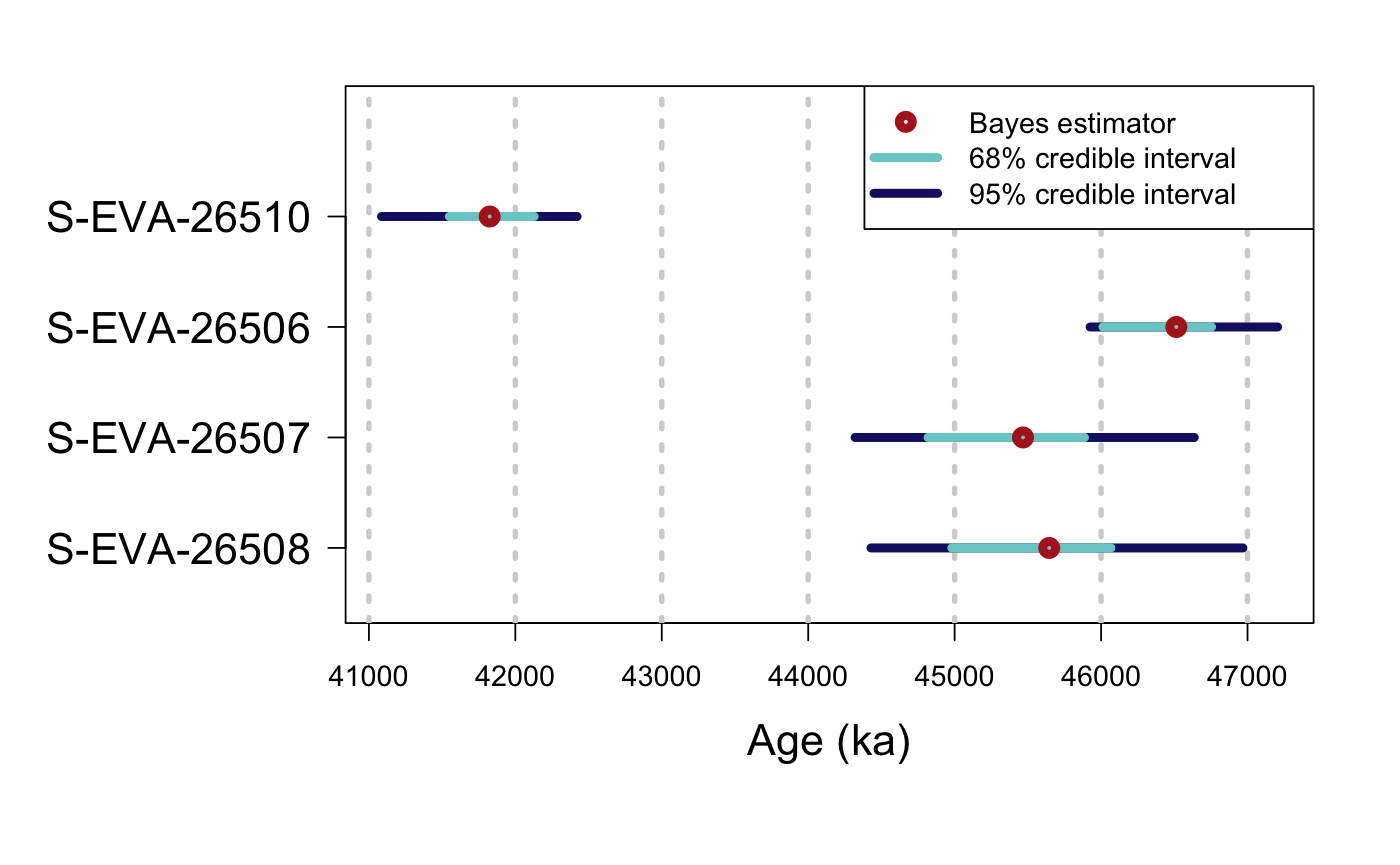 Bayes estimator
68% credible interval
95% credible interval
S-EVA-26510
S-EVA-26506
S-EVA-26507
S-EVA-26508
41000 42000 43000 44000 45000 46000 47000
Age (ka)